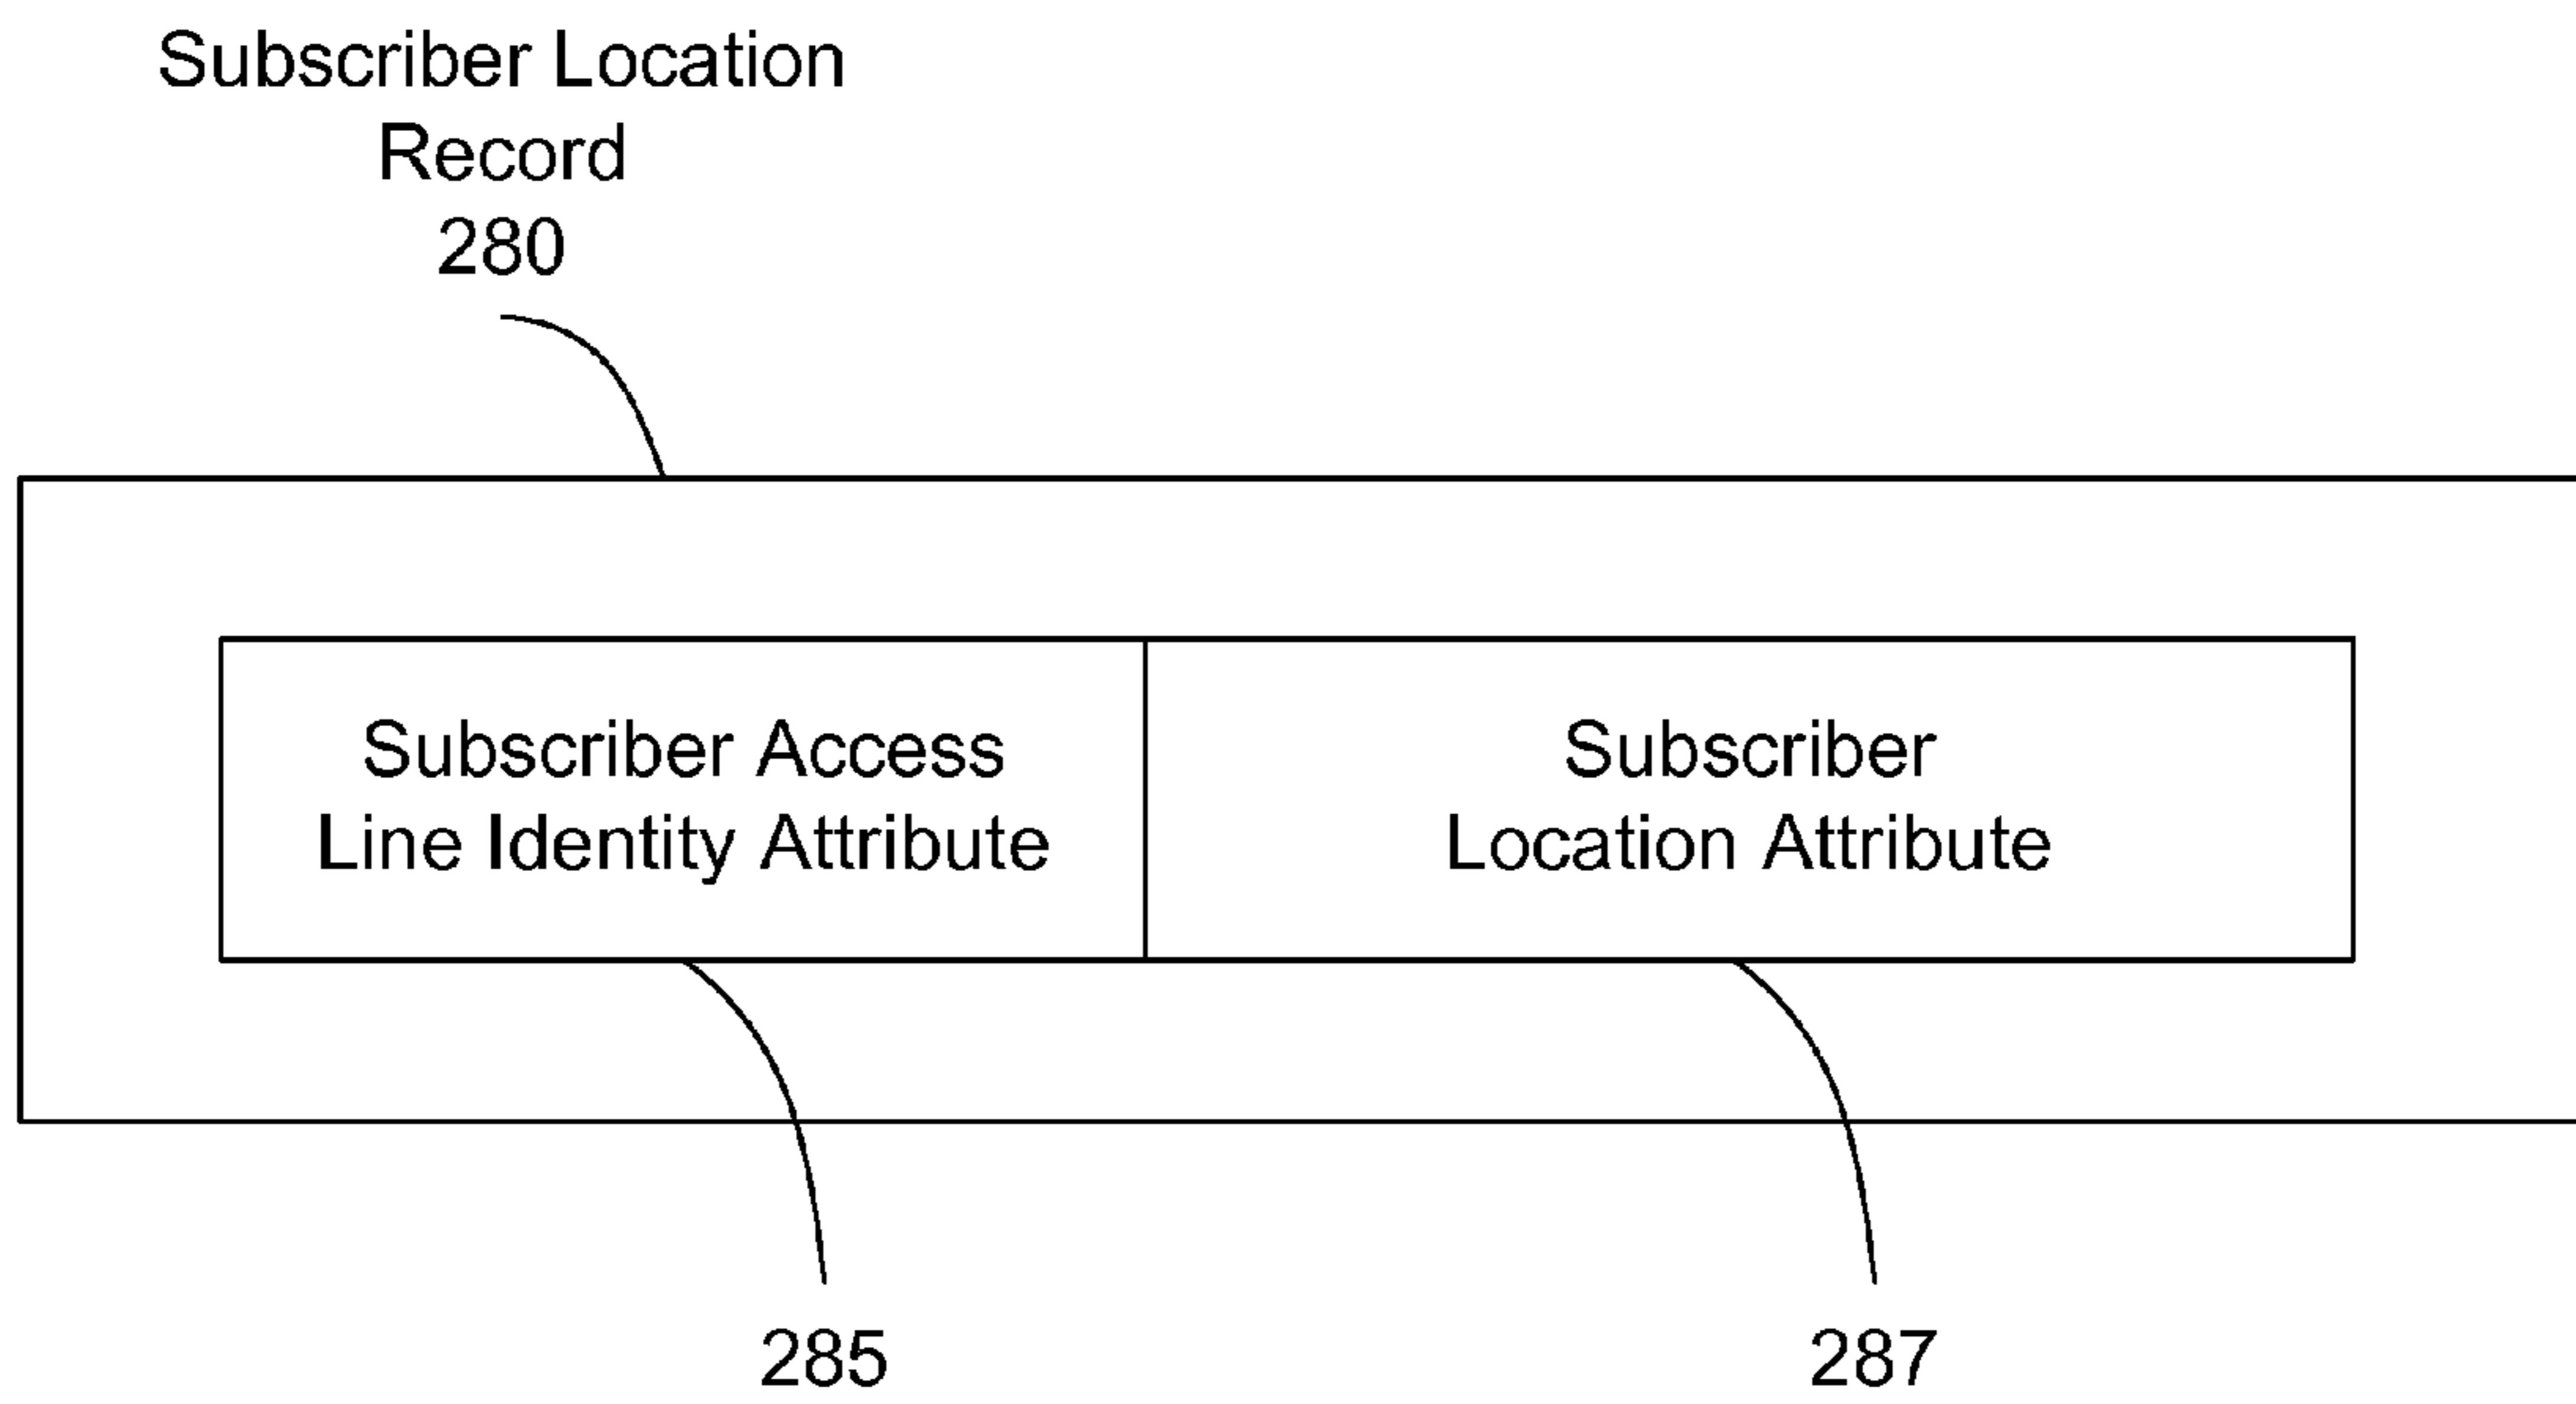 Subscriber Location
Record
280
Subscriber Access
Line Identity Attribute
Subscriber
Location Attribute
285
287